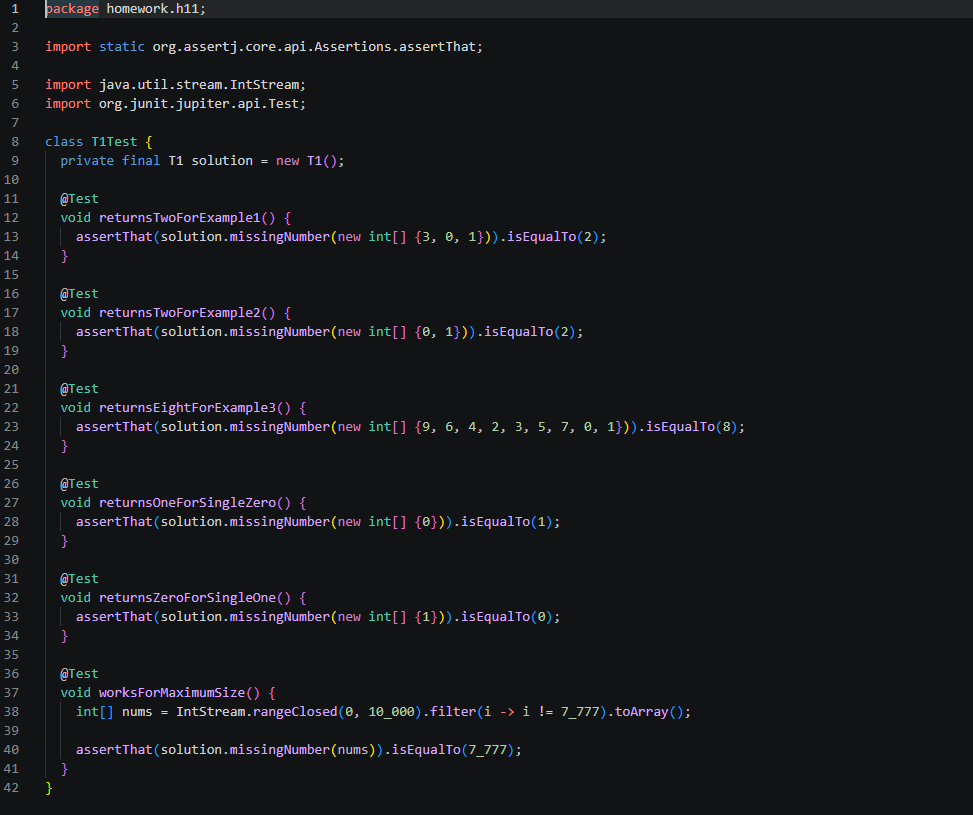 1 package homework.h11;
2
3 import static org.assertj.core.api.Assertions.assertThat;
4
5 import java.util.stream.IntStream;
6 import org.junit.jupiter.api.Test;
7
8 class T1Test {
9   private final T1 solution = new T1();
10
11   @Test
12   void returnsTwoForExample1() {
13     assertThat(solution.missingNumber(new int[] {3, 0, 1})).isEqualTo(2);
14   }
15
16   @Test
17   void returnsTwoForExample2() {
18     assertThat(solution.missingNumber(new int[] {0, 1})).isEqualTo(2);
19   }
20
21   @Test
22   void returnsEightForExample3() {
23     assertThat(solution.missingNumber(new int[] {9, 6, 4, 2, 3, 5, 7, 0, 1})).isEqualTo(8);
24   }
25
26   @Test
27   void returnsOneForSingleZero() {
28     assertThat(solution.missingNumber(new int[] {0})).isEqualTo(1);
29   }
30
31   @Test
32   void returnsZeroForSingleOne() {
33     assertThat(solution.missingNumber(new int[] {1})).isEqualTo(0);
34   }
35
36   @Test
37   void worksForMaximumSize() {
38     int[] nums = IntStream.rangeClosed(0, 10_000).filter(i -> i != 7_777).toArray();
39
40     assertThat(solution.missingNumber(nums)).isEqualTo(7_777);
41   }
42 }